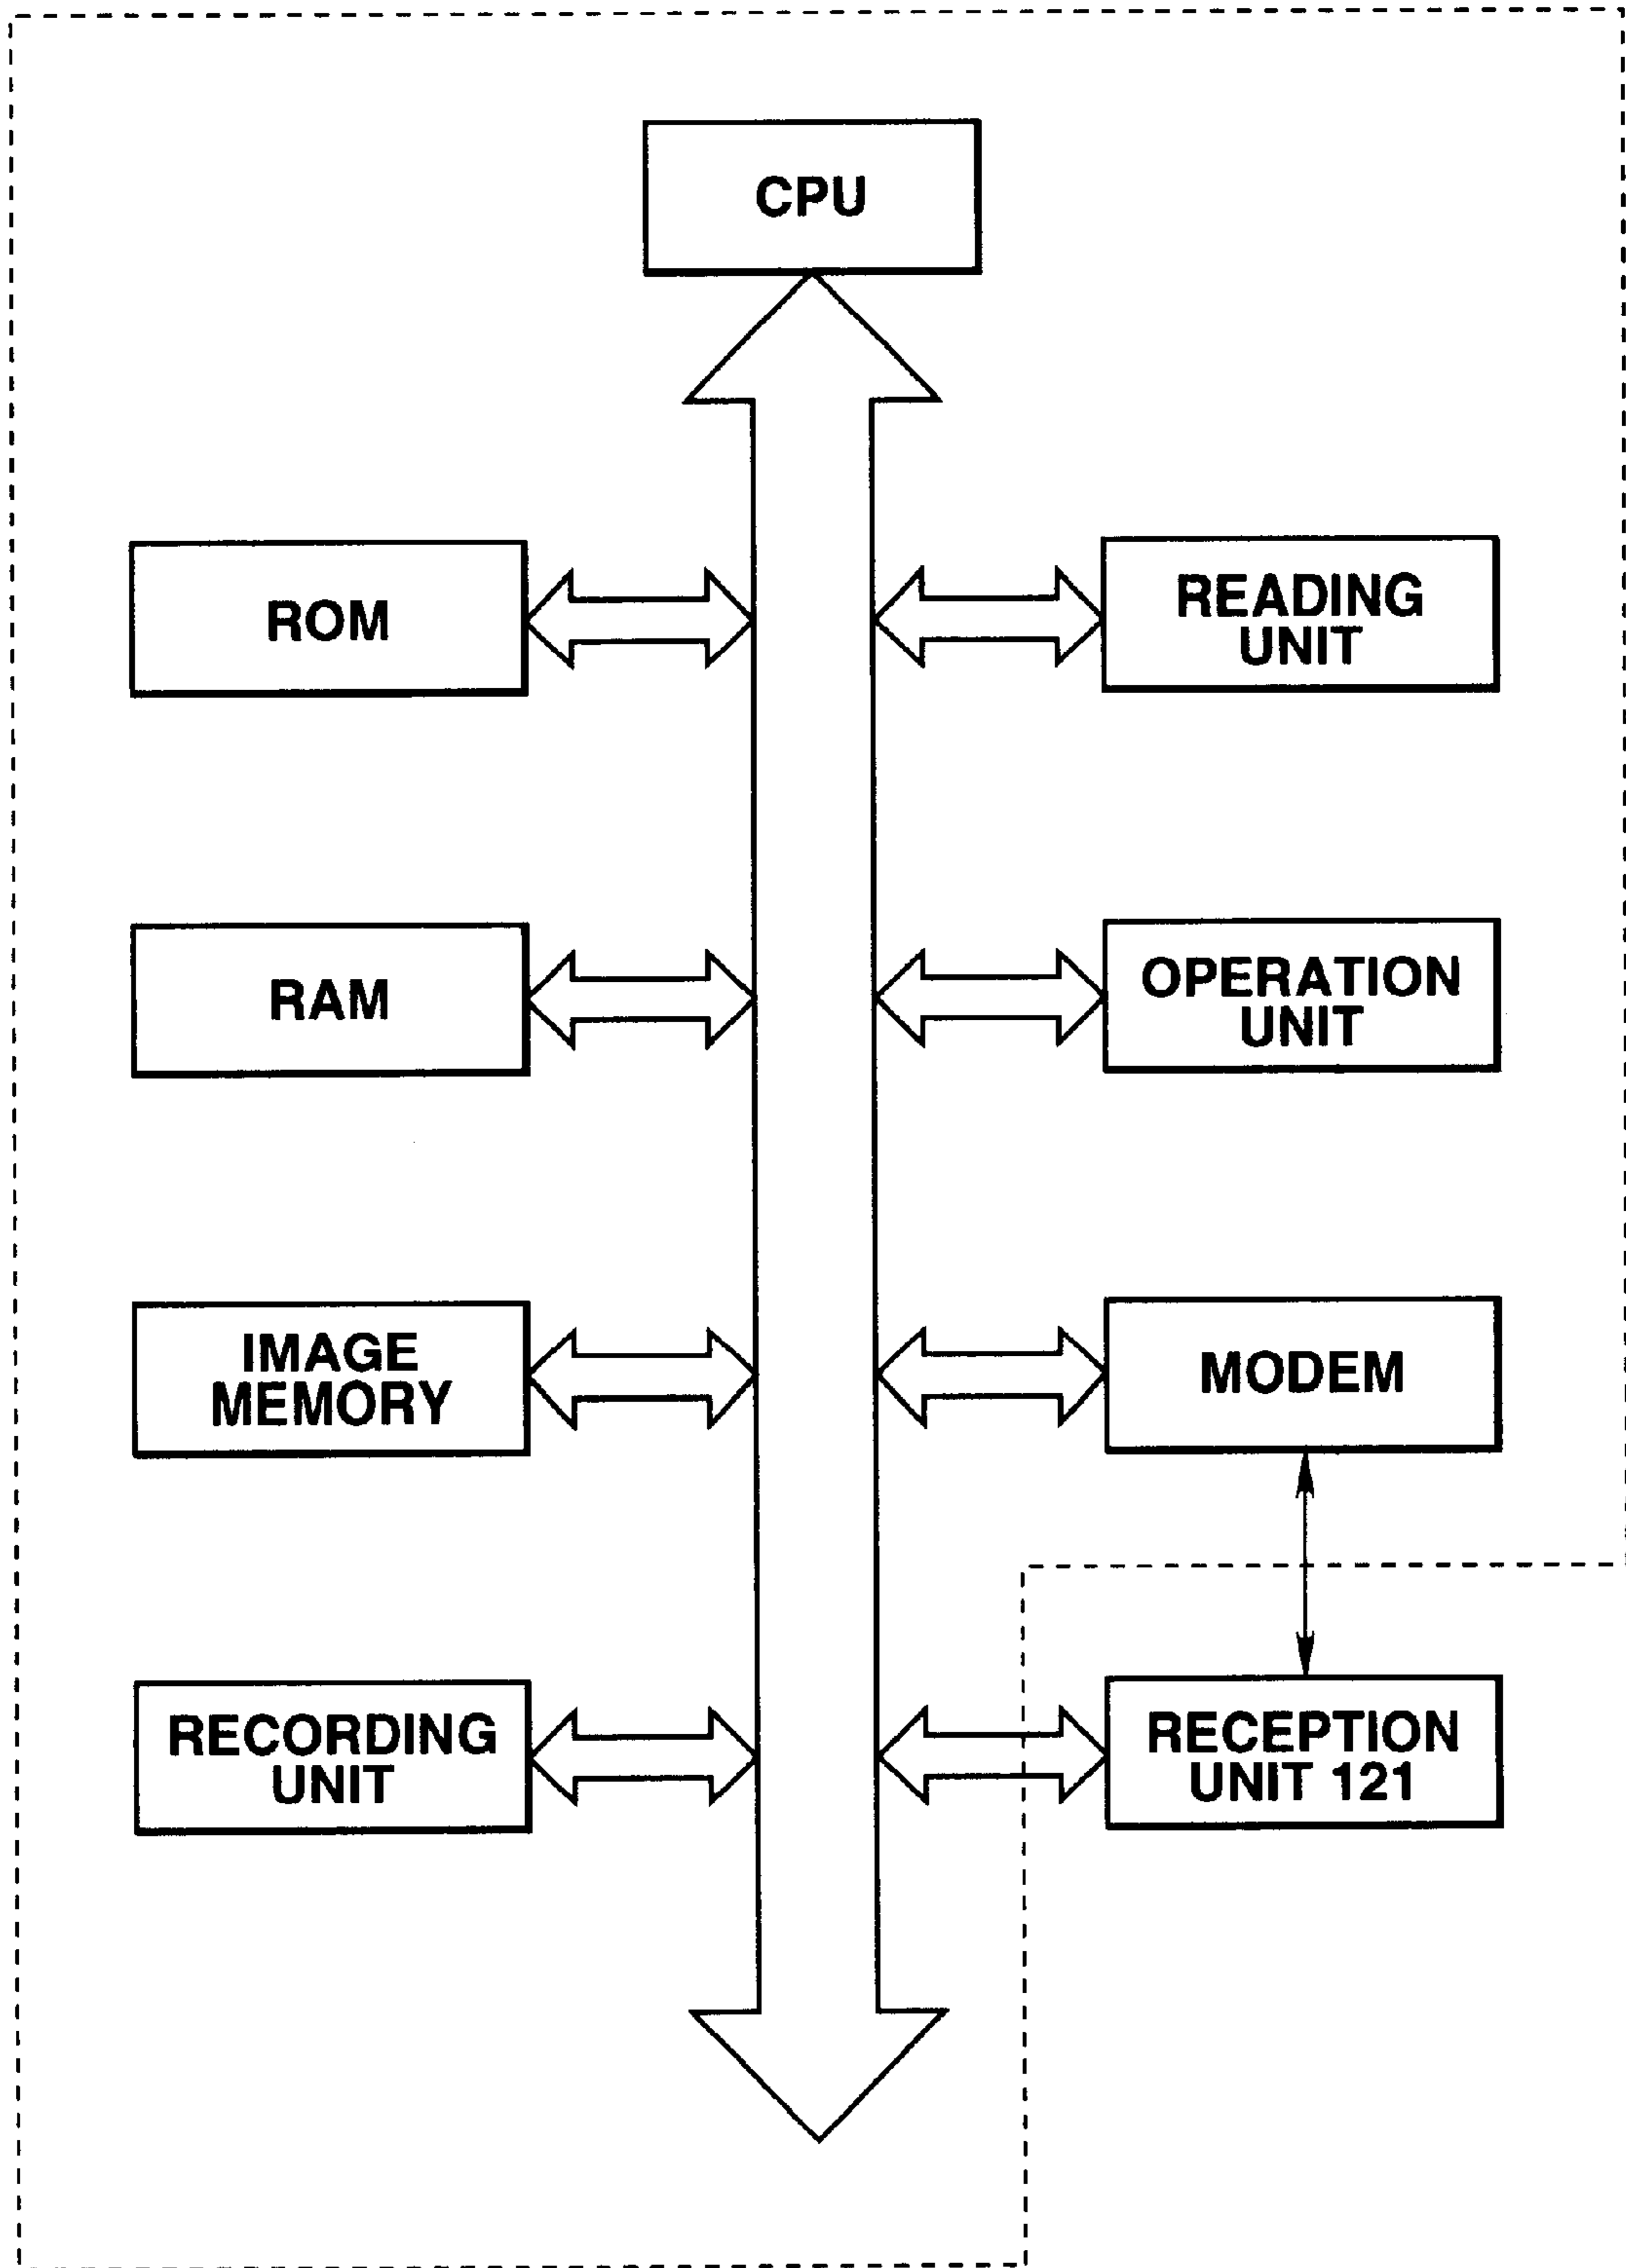 CPU
ROM
READING
UNIT
RAM
OPERATION
UNIT
IMAGE
MEMORY
MODEM
RECORDING
UNIT
RECEPTION
UNIT 121